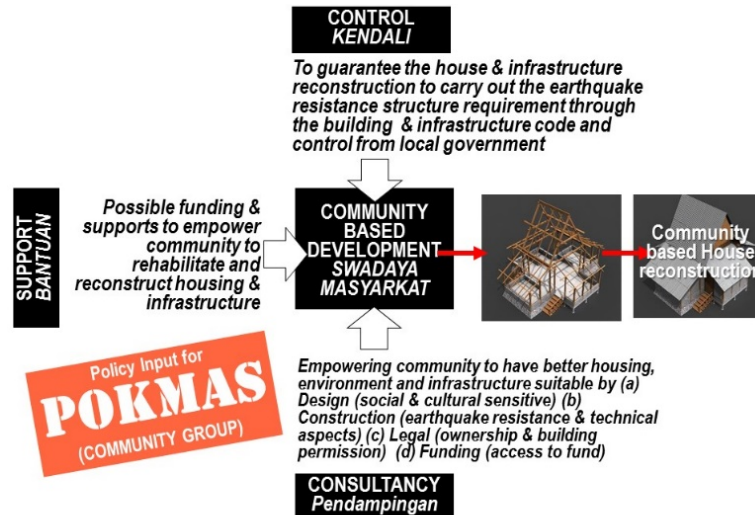 CONTROL
KENDALI
To guarantee the house & infrastructure
reconstruction to carry out the earthquake
resistance structure requirement through
the building & infrastructure code and
control from local government
SUPPORT
BANTUAN
Possible funding &
supports to empower
community to
rehabilitate and
reconstruct housing &
infrastructure
COMMUNITY
BASED
DEVELOPMENT
SWADAYA
MASYARKAT
Community
based House
reconstruction
Policy Input for
POKMAS
(COMMUNITY GROUP)
Empowering community to have better housing,
environment and infrastructure suitable by (a)
Design (social & cultural sensitive) (b)
Construction (earthquake resistance & technical
aspects) (c) Legal (ownership & building
permission) (d) Funding (access to fund)
CONSULTANCY
Pendampingan